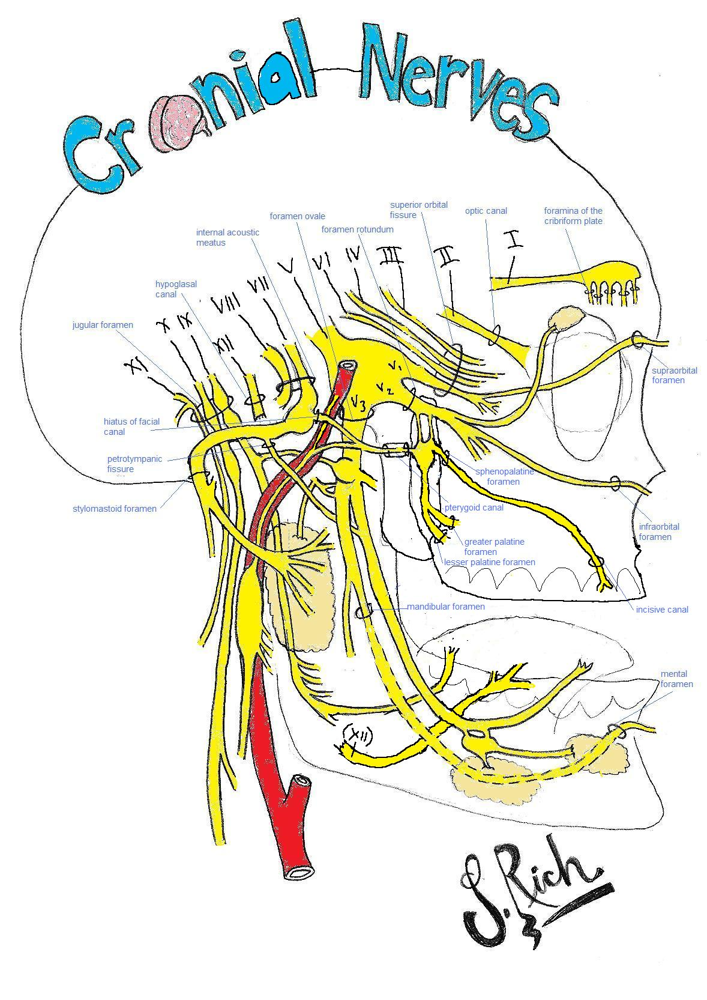 Cranial Nerves
superior orbital
fissure
optic canal
foramina of the
cribriform plate
foramen ovale
foramen rotundum
internal acoustic
meatus
I
II
III
IV
VI
V
VII
VIII
hypoglasal
canal
IX
X
XII
XI
jugular foramen
V1
V2
V3
supraorbital
foramen
hiatus of facial
canal
petrotympanic
fissure
stylomastoid foramen
sphenopalatine
foramen
pterygoid canal
infraorbital
foramen
greater palatine
foramen
lesser palatine foramen
mandibular foramen
incisive canal
mental
foramen
(XII)
S. Rich